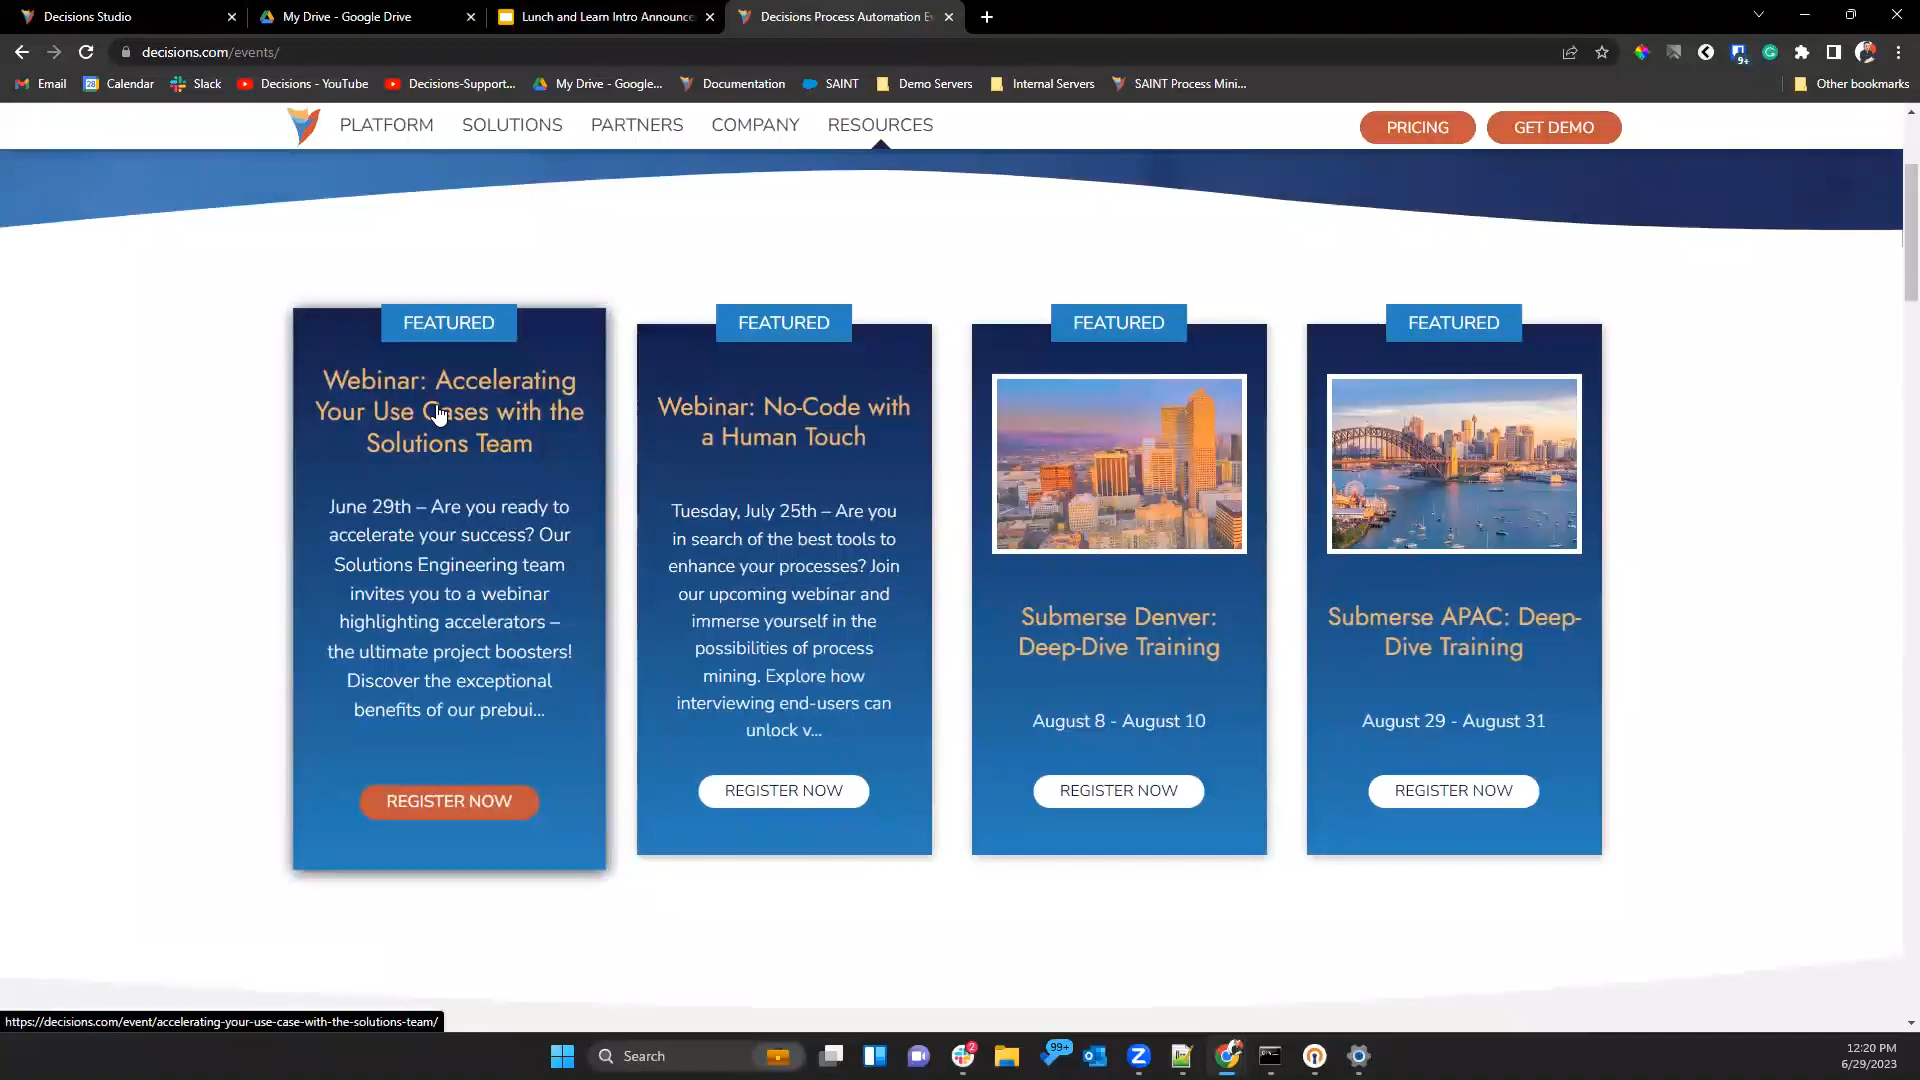 Decisions Studio
My Drive - Google Drive
Lunch and Learn Intro Announce
Decisions Process Automation E
decisions.com/events/
9+
Email
Calendar
Slack
Decisions - YouTube
Decisions-Support...
My Drive - Google...
Documentation
SAINT
Demo Servers
Internal Servers
SAINT Process Mini...
Other bookmarks
PLATFORM
SOLUTIONS
PARTNERS
COMPANY
RESOURCES
PRICING
GET DEMO
FEATURED
Webinar: Accelerating
Your Use Cases with the
Solutions Team
June 29th – Are you ready to
accelerate your success? Our
Solutions Engineering team
invites you to a webinar
highlighting accelerators –
the ultimate project boosters!
Discover the exceptional
benefits of our prebui...
REGISTER NOW
FEATURED
Webinar: No-Code with
a Human Touch
Tuesday, July 25th – Are you
in search of the best tools to
enhance your processes? Join
our upcoming webinar and
immerse yourself in the
possibilities of process
mining. Explore how
interviewing end-users can
unlock v...
REGISTER NOW
FEATURED
Submerse Denver:
Deep-Dive Training
August 8 - August 10
REGISTER NOW
FEATURED
Submerse APAC: Deep-
Dive Training
August 29 - August 31
REGISTER NOW
https://decisions.com/event/accelerating-your-use-case-with-the-solutions-team/
Search
2
99+
12:20 PM
6/29/2023